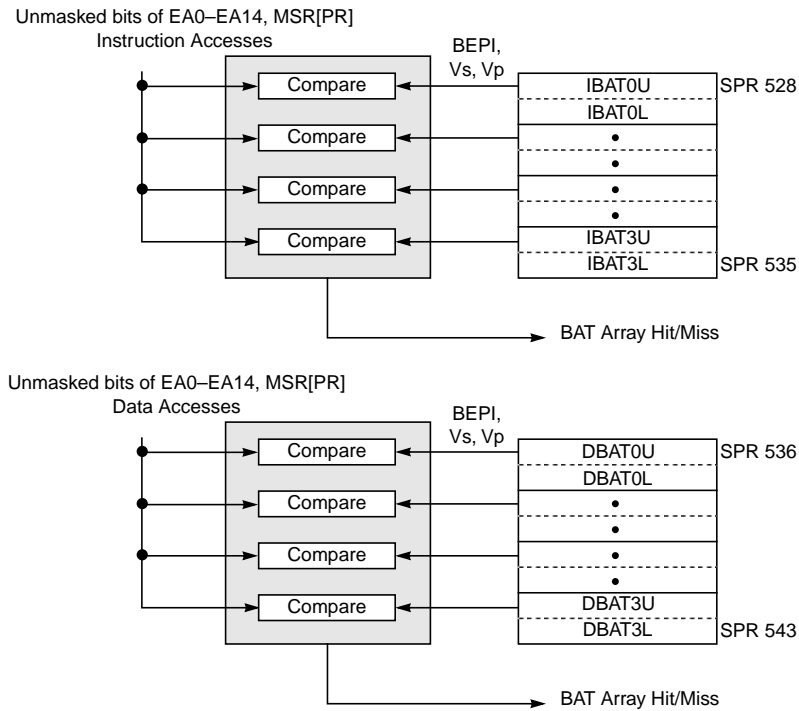 Unmasked bits of EA0–EA14, MSR[PR]
Instruction Accesses
BEPI,
Vs, Vp
Compare
IBAT0U
SPR 528
IBAT0L
Compare
•
•
Compare
•
•
Compare
IBAT3U
IBAT3L
SPR 535
BAT Array Hit/Miss
Unmasked bits of EA0–EA14, MSR[PR]
Data Accesses
BEPI,
Vs, Vp
Compare
DBAT0U
SPR 536
DBAT0L
Compare
•
•
Compare
•
•
Compare
DBAT3U
DBAT3L
SPR 543
BAT Array Hit/Miss